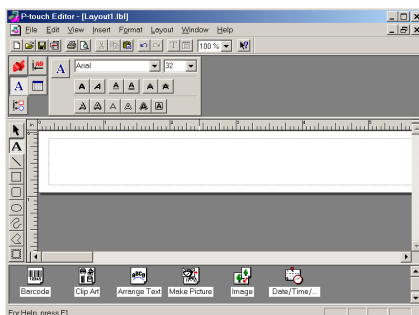 P-touch Editor - [Layout1.lbl]
File Edit View Insert Format Layout Window Help
100 %
A Arial 32
Barcode Clip Art Arrange Text Make Picture Image Date/Time/...
For Help, press F1